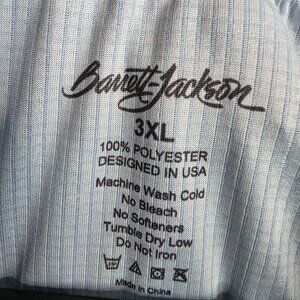 Barrett-Jackson
3XL
100% POLYESTER
DESIGNED IN USA
Machine Wash Cold
No Bleach
No Softeners
Tumble Dry Low
Do Not Iron
Made in China